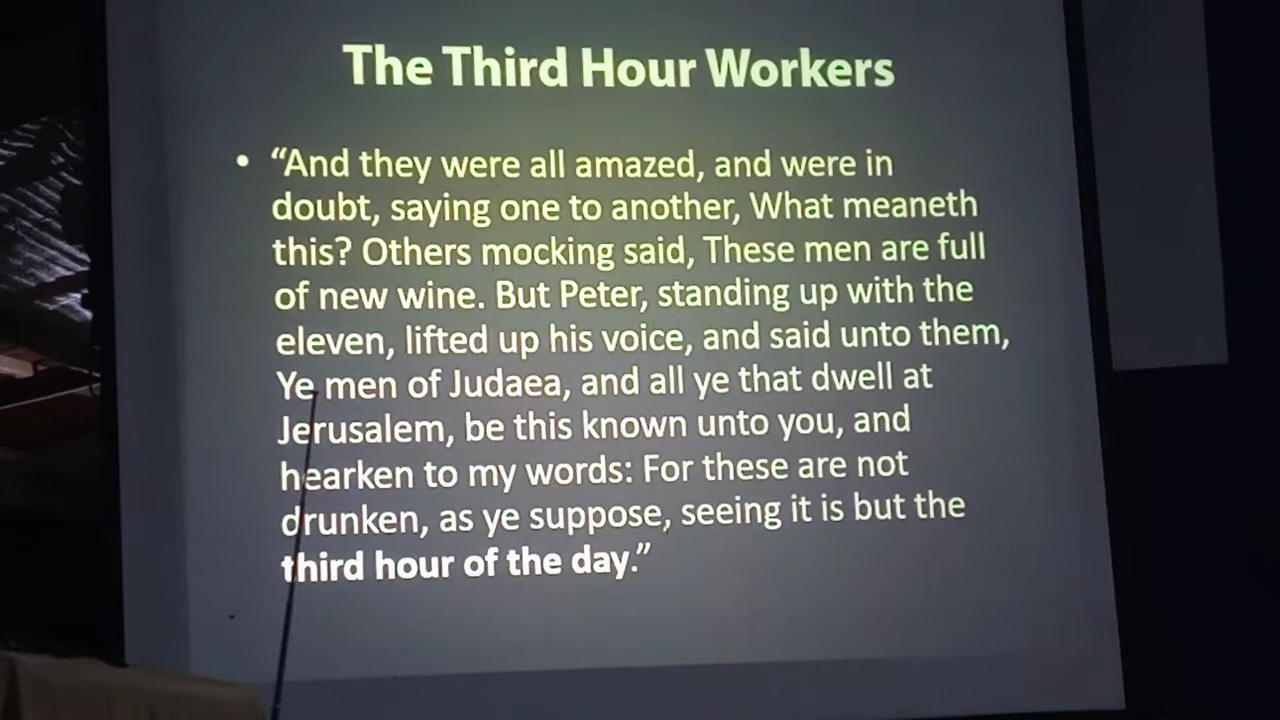 The Third Hour Workers
• “And they were all amazed, and were in
doubt, saying one to another, What meaneth
this? Others mocking said, These men are full
of new wine. But Peter, standing up with the
eleven, lifted up his voice, and said unto them,
Ye men of Judaea, and all ye that dwell at
Jerusalem, be this known unto you, and
hearken to my words: For these are not
drunken, as ye suppose, seeing it is but the
third hour of the day.”